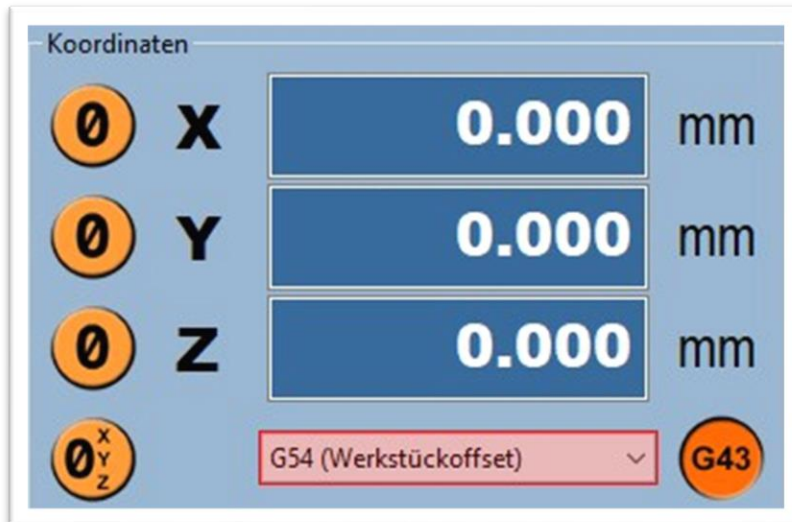 Koordinaten
0 X 0.000 mm
0 Y 0.000 mm
0 Z 0.000 mm
0 X Y Z G54 (Werkstückoffset) G43